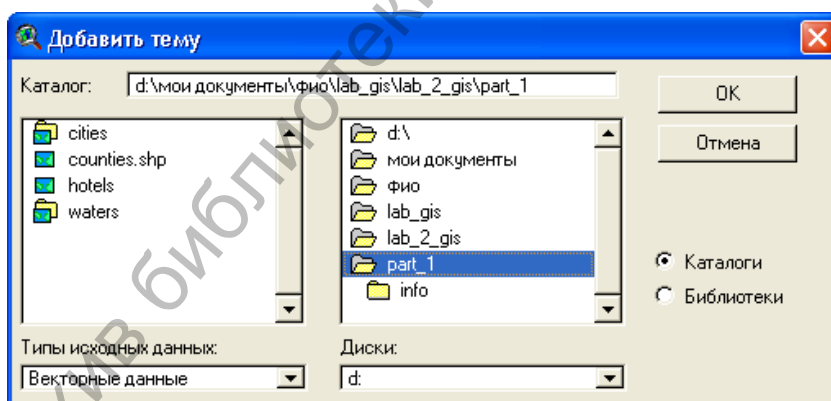 Добавить тему
Каталог: d:\мои документы\фио\lab_gis\lab_2_gis\part_1
OK
Отмена
cities
counties.shp
hotels
waters
d:\
мои документы
фио
lab_gis
lab_2_gis
part_1
info
Каталоги
Библиотеки
Типы исходных данных:
Векторные данные
Диски:
d:
библиотеки